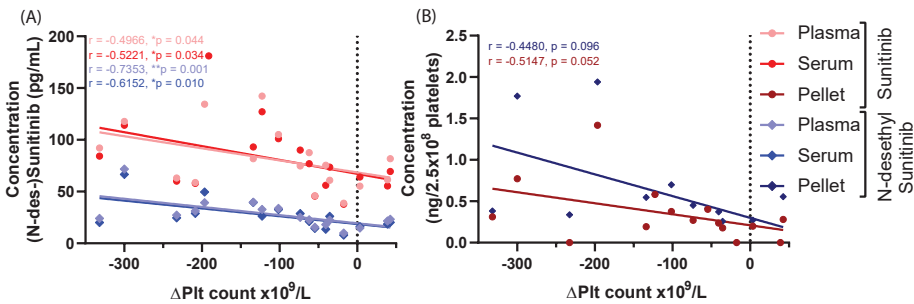 (A)
r = -0.4966, *p = 0.044
r = -0.5221, *p = 0.034
r = -0.7353, **p = 0.001
r = -0.6152, *p = 0.010
Concentration
(N-des-)Sunitinib (pg/mL)
200
150
100
50
0
-300
-200
-100
0
ΔPlt count x10⁹/L
(B)
r = -0.4480, p = 0.096
r = -0.5147, p = 0.052
Concentration
(ng/2.5x10⁸ platelets)
2.5
2.0
1.5
1.0
0.5
0.0
-300
-200
-100
0
ΔPlt count x10⁹/L
Plasma
Serum
Pellet
Sunitinib
Plasma
Serum
Pellet
N-desethyl
Sunitinib